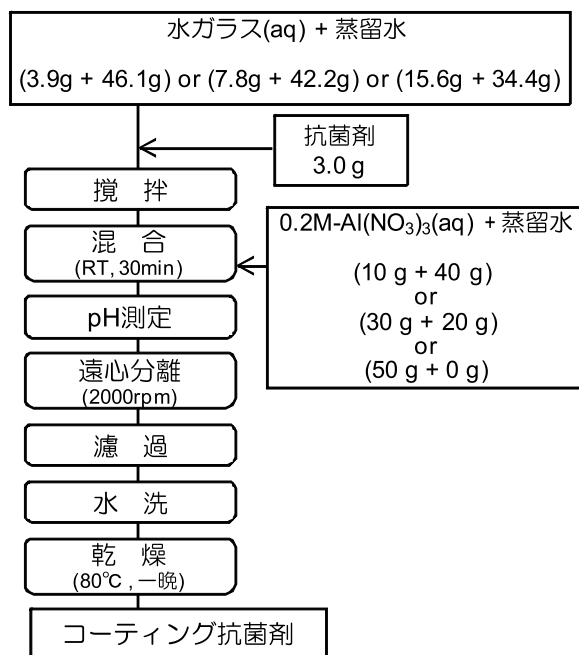 水ガラス(aq) + 蒸留水
(3.9g + 46.1g) or (7.8g + 42.2g) or (15.6g + 34.4g)
抗菌剤
3.0 g
攪 拌
混 合
(RT, 30min)
0.2M-Al(NO₃)₃(aq) + 蒸留水
(10 g + 40 g)
or
(30 g + 20 g)
or
(50 g + 0 g)
pH測定
遠心分離
(2000rpm)
濾 過
水 洗
乾 燥
(80℃ , 一晩)
コーティング抗菌剤